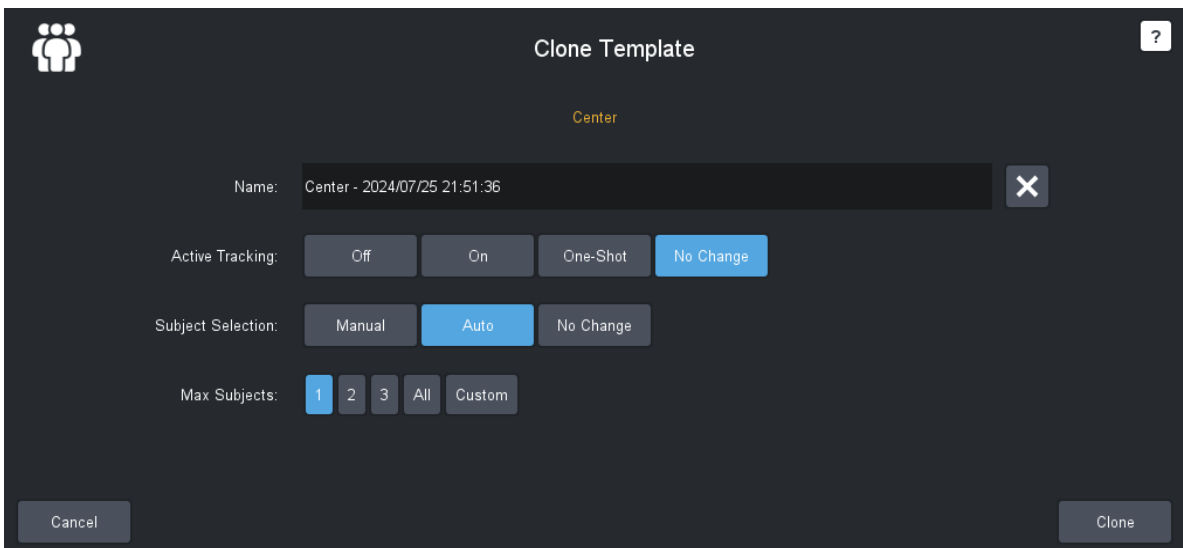 Clone Template
?
Center
Name: Center - 2024/07/25 21:51:36
Active Tracking: Off On One-Shot No Change
Subject Selection: Manual Auto No Change
Max Subjects: 1 2 3 All Custom
Cancel Clone